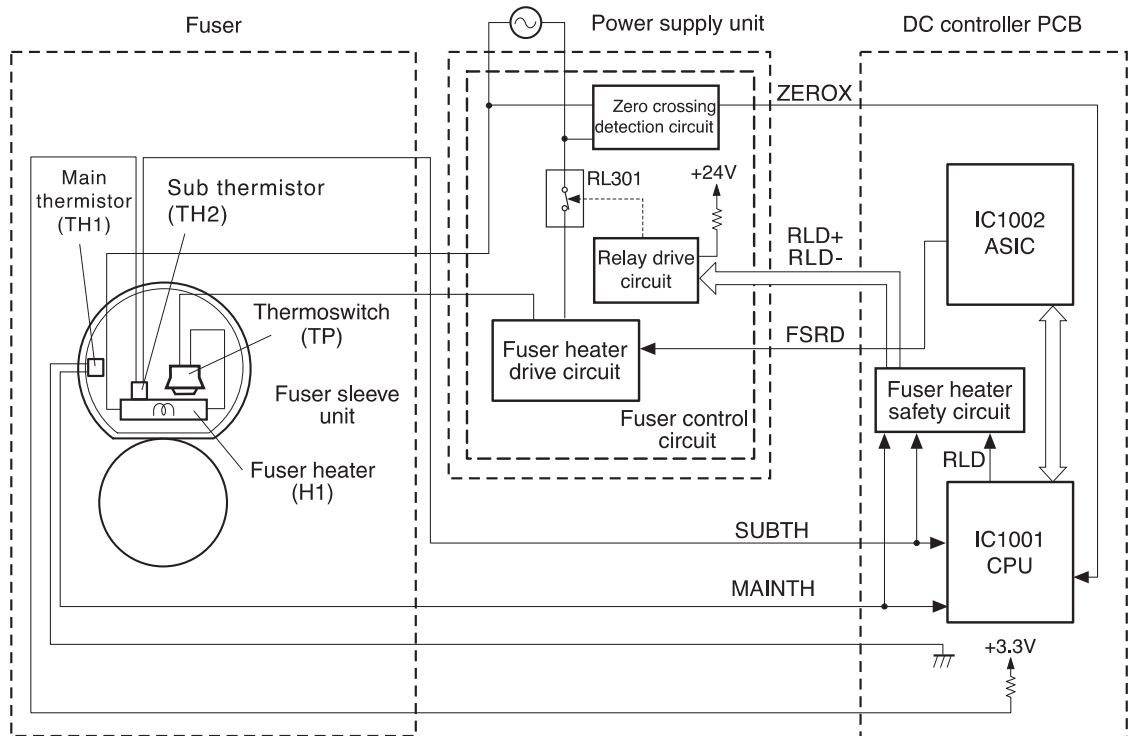 Fuser
Power supply unit
DC controller PCB
Zero crossing
detection circuit
ZEROX
Main
thermistor
(TH1)
Sub thermistor
(TH2)
RL301
+24V
IC1002
ASIC
RLD+
RLD-
Relay drive
circuit
Thermoswitch
(TP)
FSRD
Fuser heater
drive circuit
Fuser sleeve
unit
Fuser control
circuit
Fuser heater
safety circuit
Fuser heater
(H1)
RLD
SUBTH
IC1001
CPU
MAINTH
+3.3V